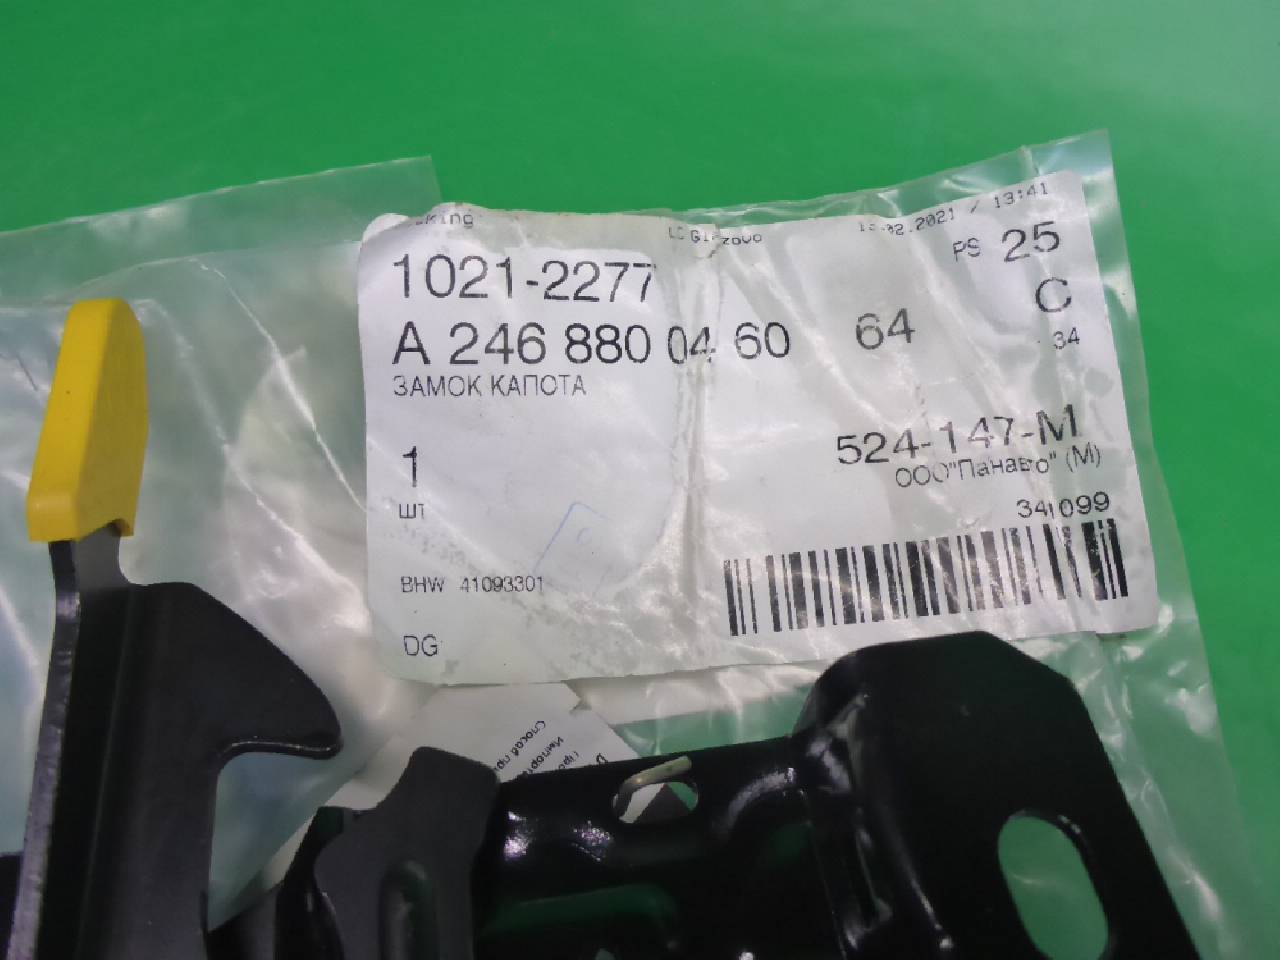 PS 25
1021-2277
C
A 246 880 04 60 64
34
ЗАМОК КАПОТА
524-147-M
ООО"Панавто" (М)
1
шт
341099
BHW 41093301
DG